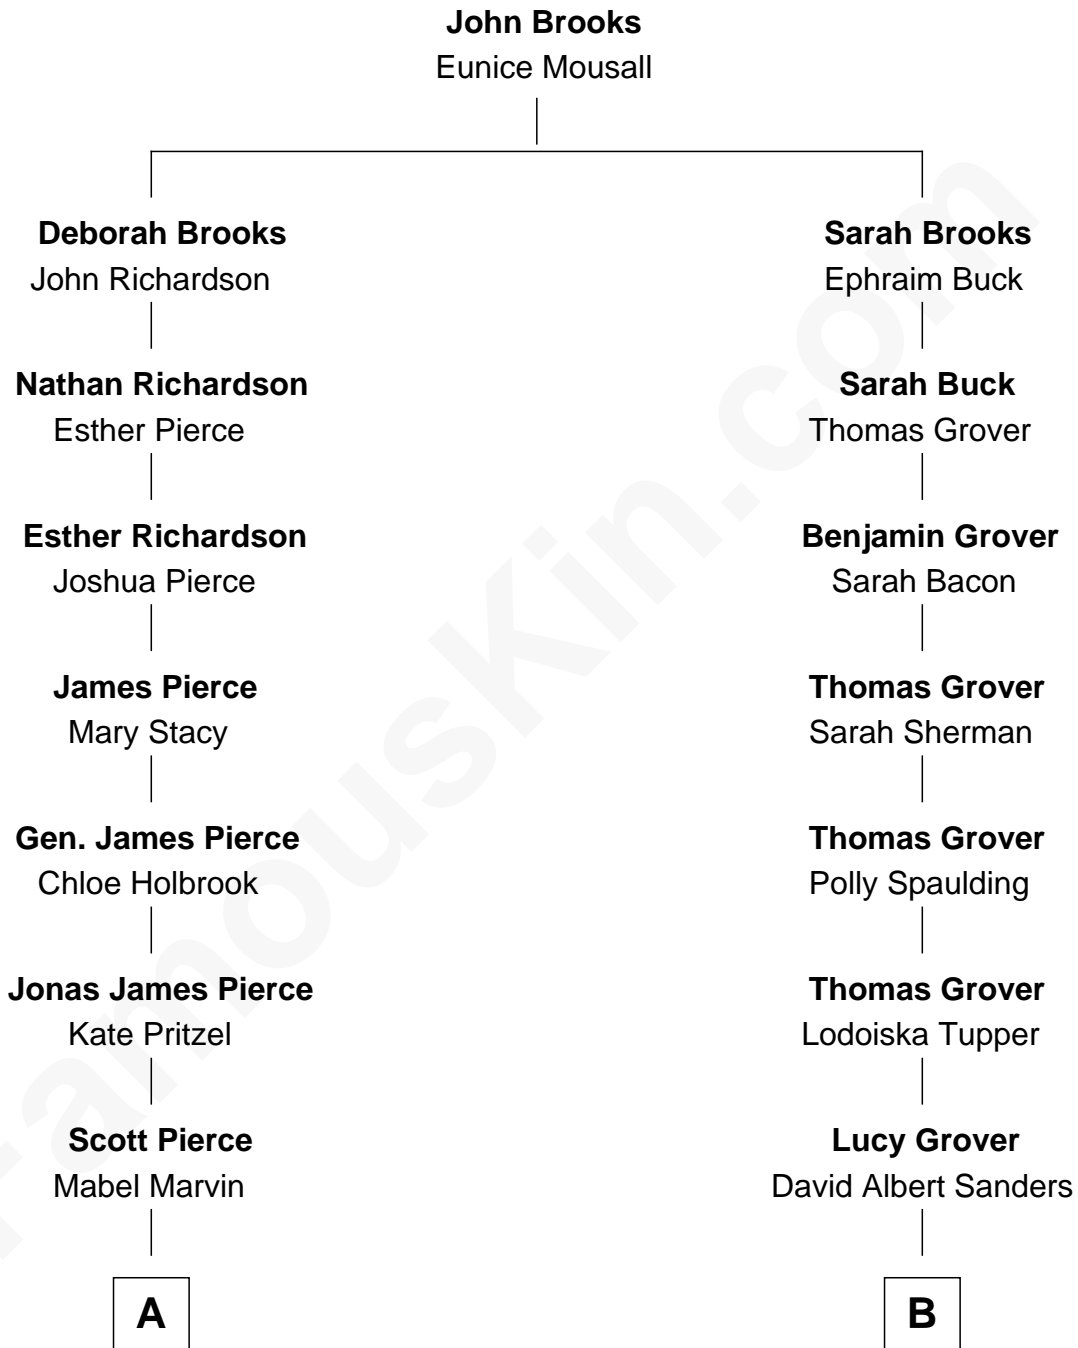 John Brooks
Eunice Mousall
Deborah Brooks
John Richardson
Sarah Brooks
Ephraim Buck
Nathan Richardson
Esther Pierce
Sarah Buck
Thomas Grover
Esther Richardson
Joshua Pierce
Benjamin Grover
Sarah Bacon
James Pierce
Mary Stacy
Thomas Grover
Sarah Sherman
Gen. James Pierce
Chloe Holbrook
Thomas Grover
Polly Spaulding
Jonas James Pierce
Kate Pritzel
Thomas Grover
Lodoiska Tupper
Scott Pierce
Mabel Marvin
Lucy Grover
David Albert Sanders
A
B
FamousKin.com